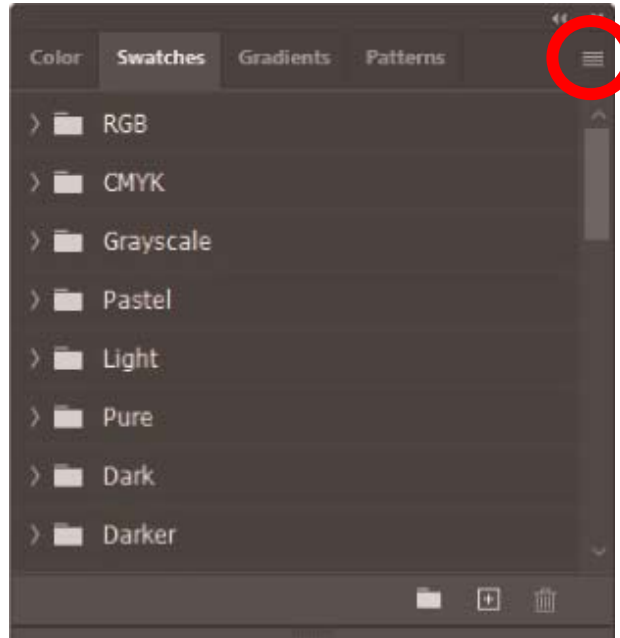 Color Swatches Gradients Patterns
RGB
CMYK
Grayscale
Pastel
Light
Pure
Dark
Darker